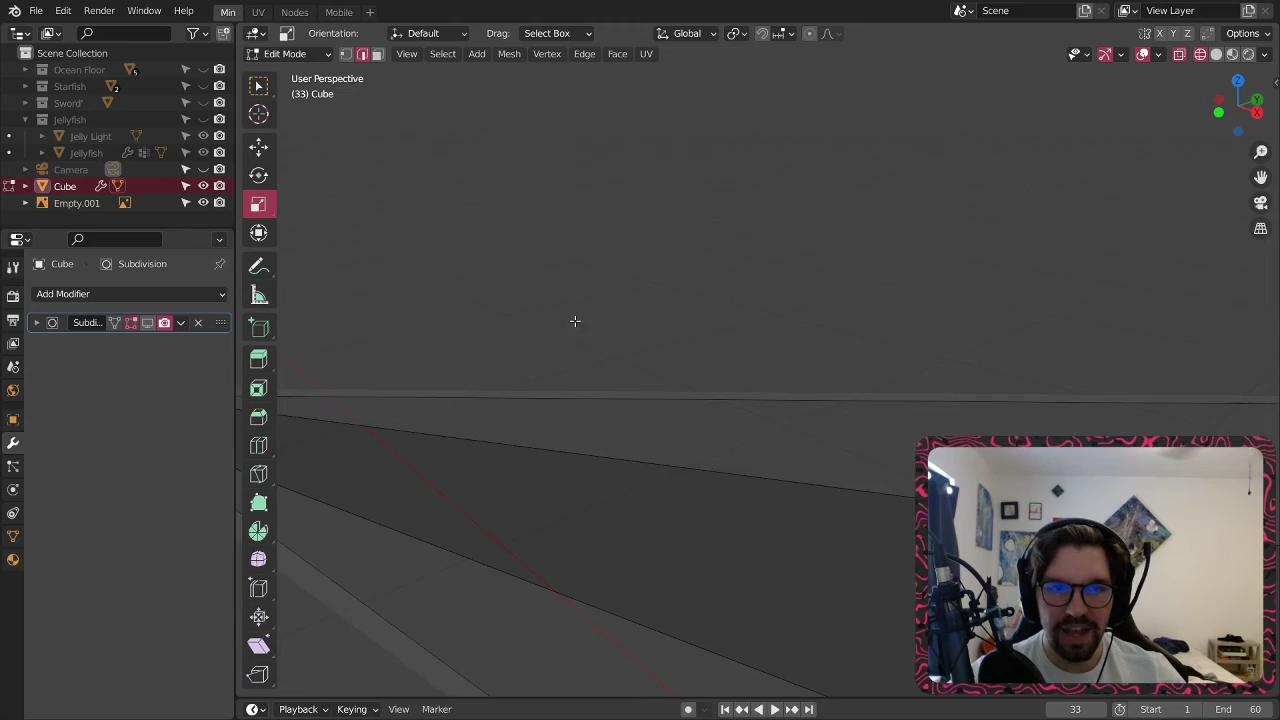 File Edit Render Window Help Min UV Nodes Mobile + Scene View Layer
Orientation: Default Drag: Select Box Global X Y Z Options
Scene Collection
Edit Mode View Select Add Mesh Vertex Edge Face UV
Ocean Floor 5
Starfish 2
Sword'
Jellyfish
Jelly Light
Jellyfish
Camera
Cube
Empty.001
User Perspective
(33) Cube
Z
Y
X
Cube Subdivision
Add Modifier
Subdi...
Playback Keying View Marker 33 Start 1 End 60